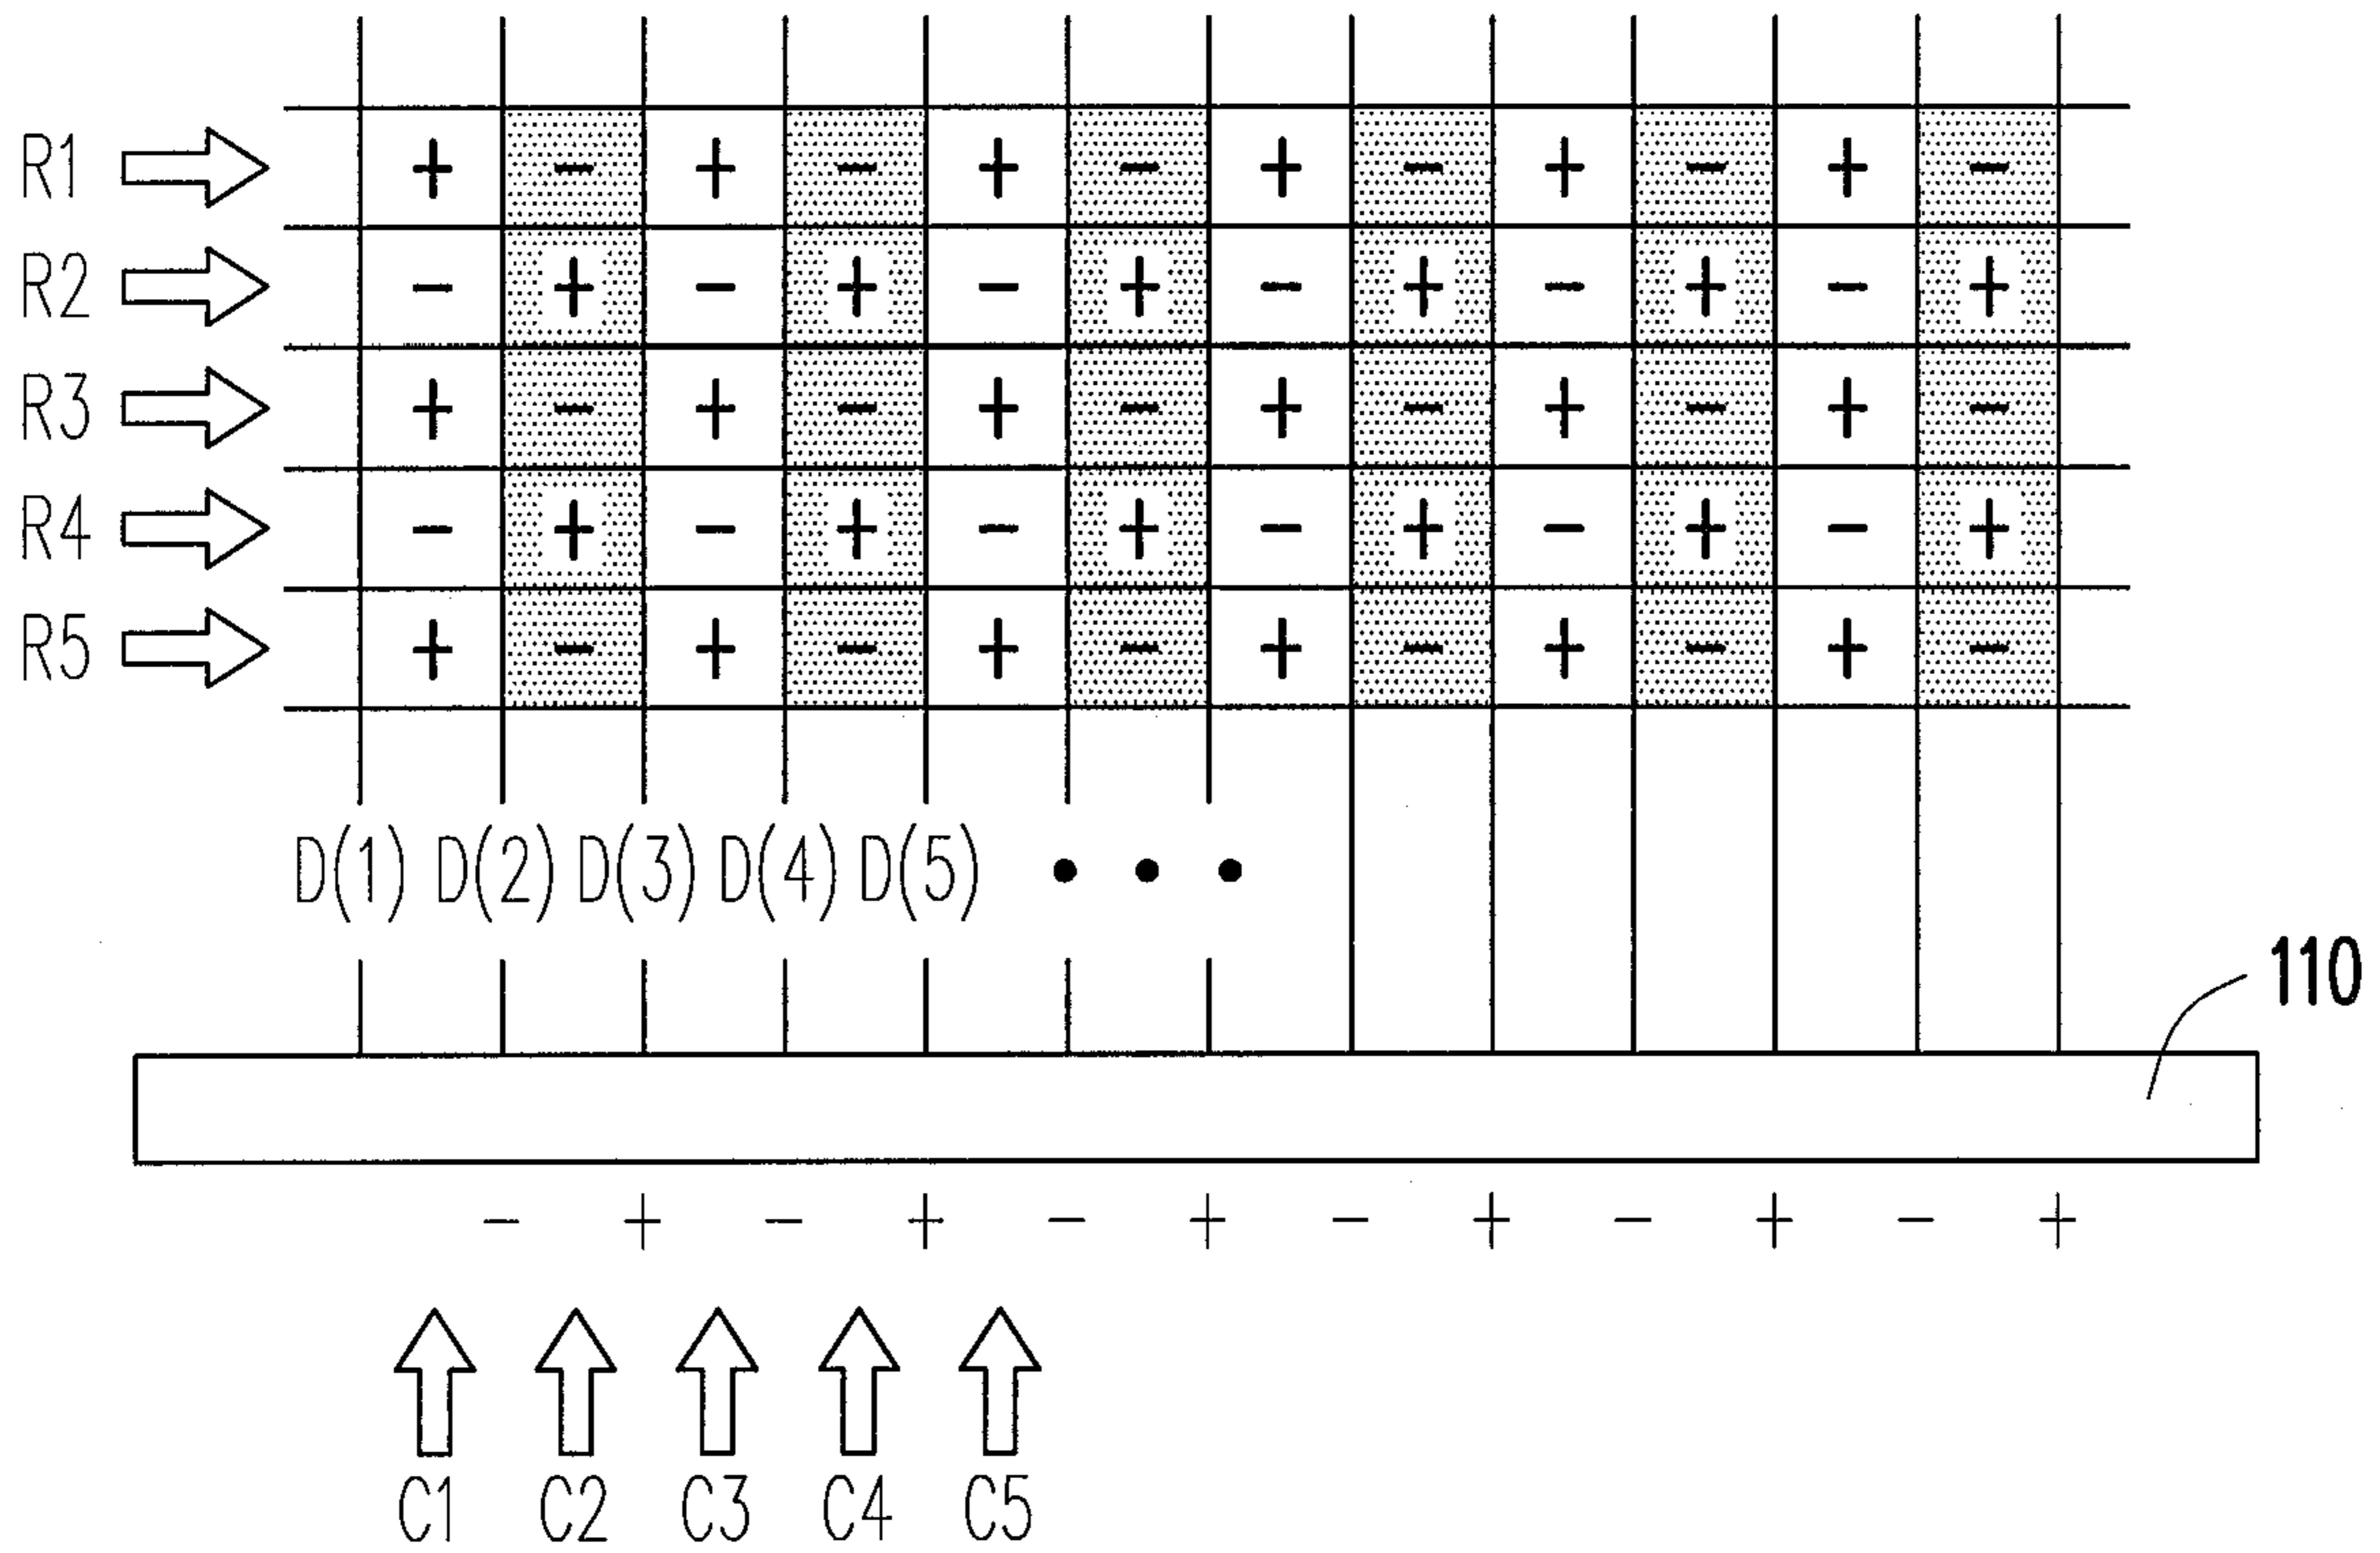 R1 + − + − + − + − + − + −
R2 − + − + − + − + − + − +
R3 + − + − + − + − + − + −
R4 − + − + − + − + − + − +
R5 + − + − + − + − + − + −
D(1) D(2) D(3) D(4) D(5) • • •
110
− + − + − + − + − + − +
C1 C2 C3 C4 C5